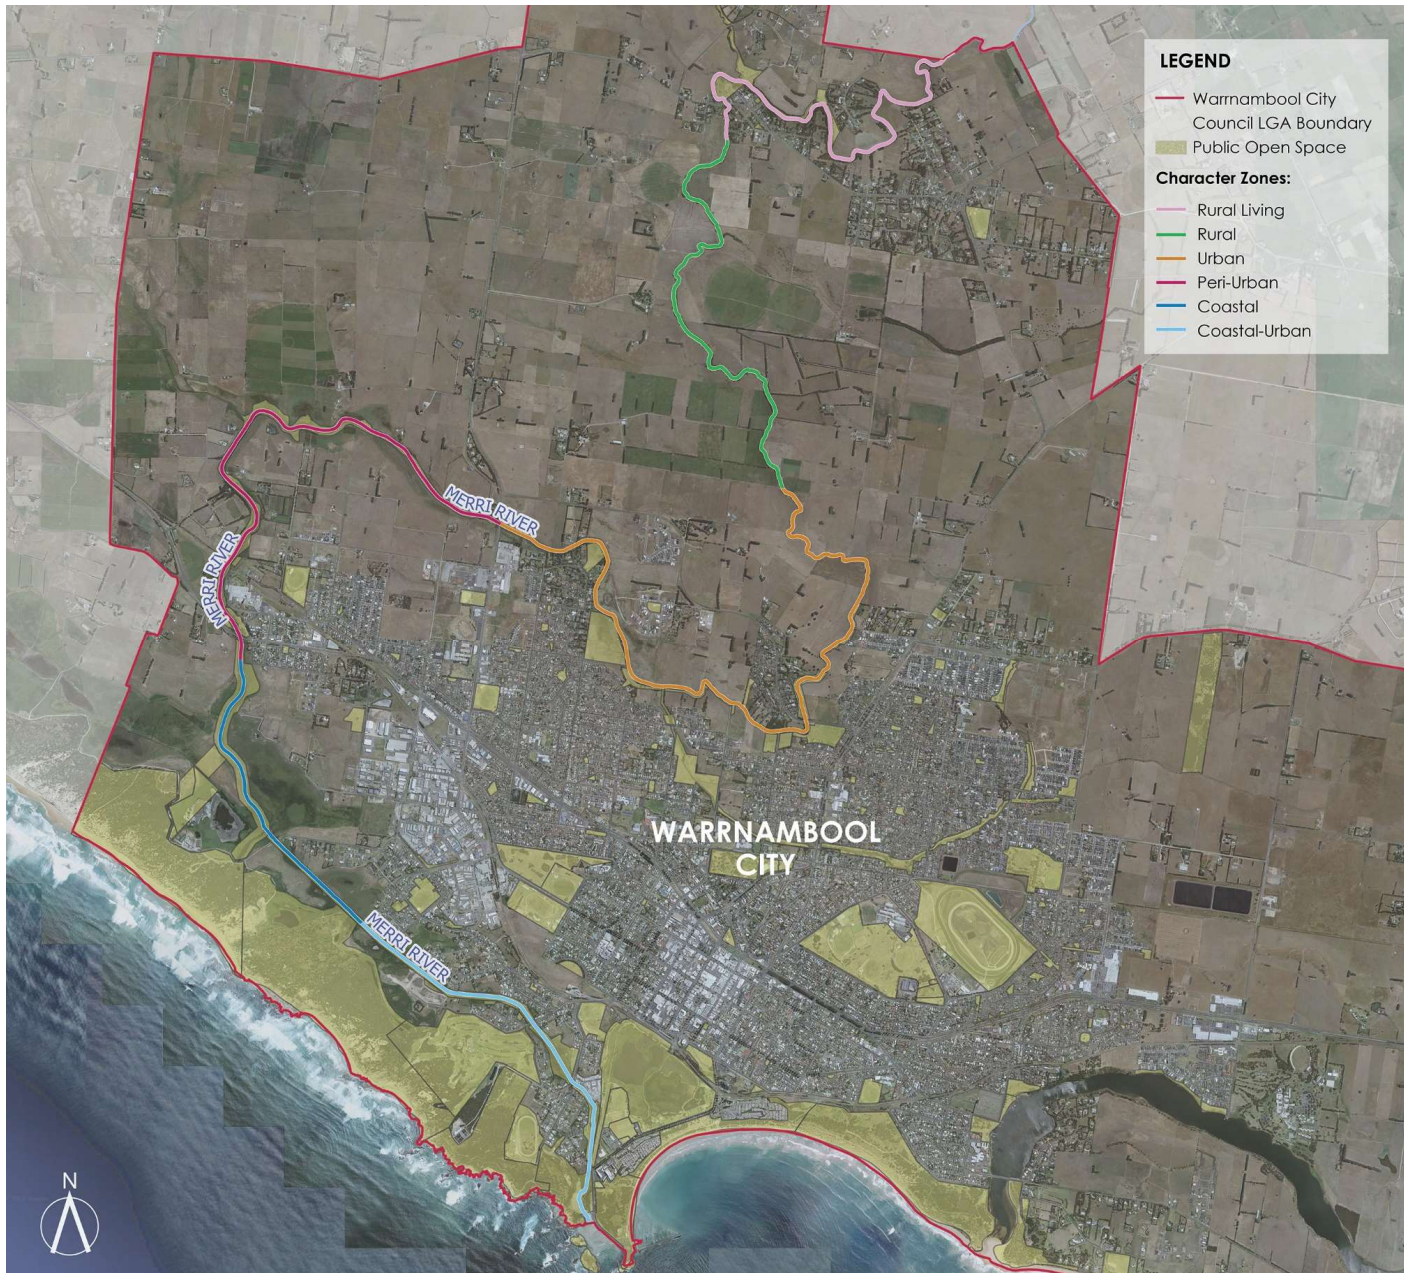 LEGEND
Warrnambool City
Council LGA Boundary
Public Open Space
Character Zones:
Rural Living
Rural
Urban
Peri-Urban
Coastal
Coastal-Urban
MERRI RIVER
MERRI RIVER
WARRNAMBOOL
CITY
MERRI RIVER
N